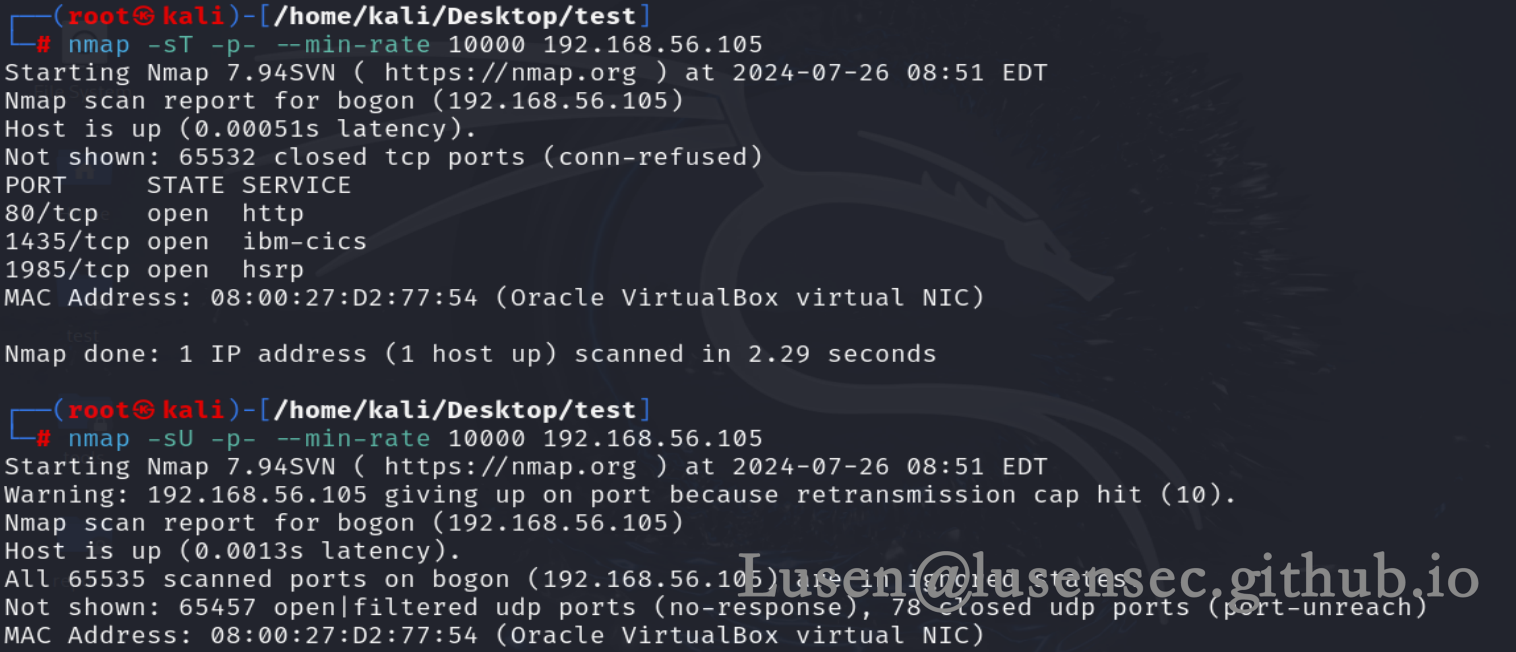 ┌──(root㉿kali)-[/home/kali/Desktop/test]
└─# nmap -sT -p- --min-rate 10000 192.168.56.105
Starting Nmap 7.94SVN ( https://nmap.org ) at 2024-07-26 08:51 EDT
Nmap scan report for bogon (192.168.56.105)
Host is up (0.00051s latency).
Not shown: 65532 closed tcp ports (conn-refused)
PORT     STATE SERVICE
80/tcp   open  http
1435/tcp open  ibm-cics
1985/tcp open  hsrp
MAC Address: 08:00:27:D2:77:54 (Oracle VirtualBox virtual NIC)
Nmap done: 1 IP address (1 host up) scanned in 2.29 seconds
┌──(root㉿kali)-[/home/kali/Desktop/test]
└─# nmap -sU -p- --min-rate 10000 192.168.56.105
Starting Nmap 7.94SVN ( https://nmap.org ) at 2024-07-26 08:51 EDT
Warning: 192.168.56.105 giving up on port because retransmission cap hit (10).
Nmap scan report for bogon (192.168.56.105)
Host is up (0.0013s latency).
All 65535 scanned ports on bogon (192.168.56.105) are in ignored states.
Lusen@lusensec.github.io
Not shown: 65457 open|filtered udp ports (no-response), 78 closed udp ports (port-unreach)
MAC Address: 08:00:27:D2:77:54 (Oracle VirtualBox virtual NIC)